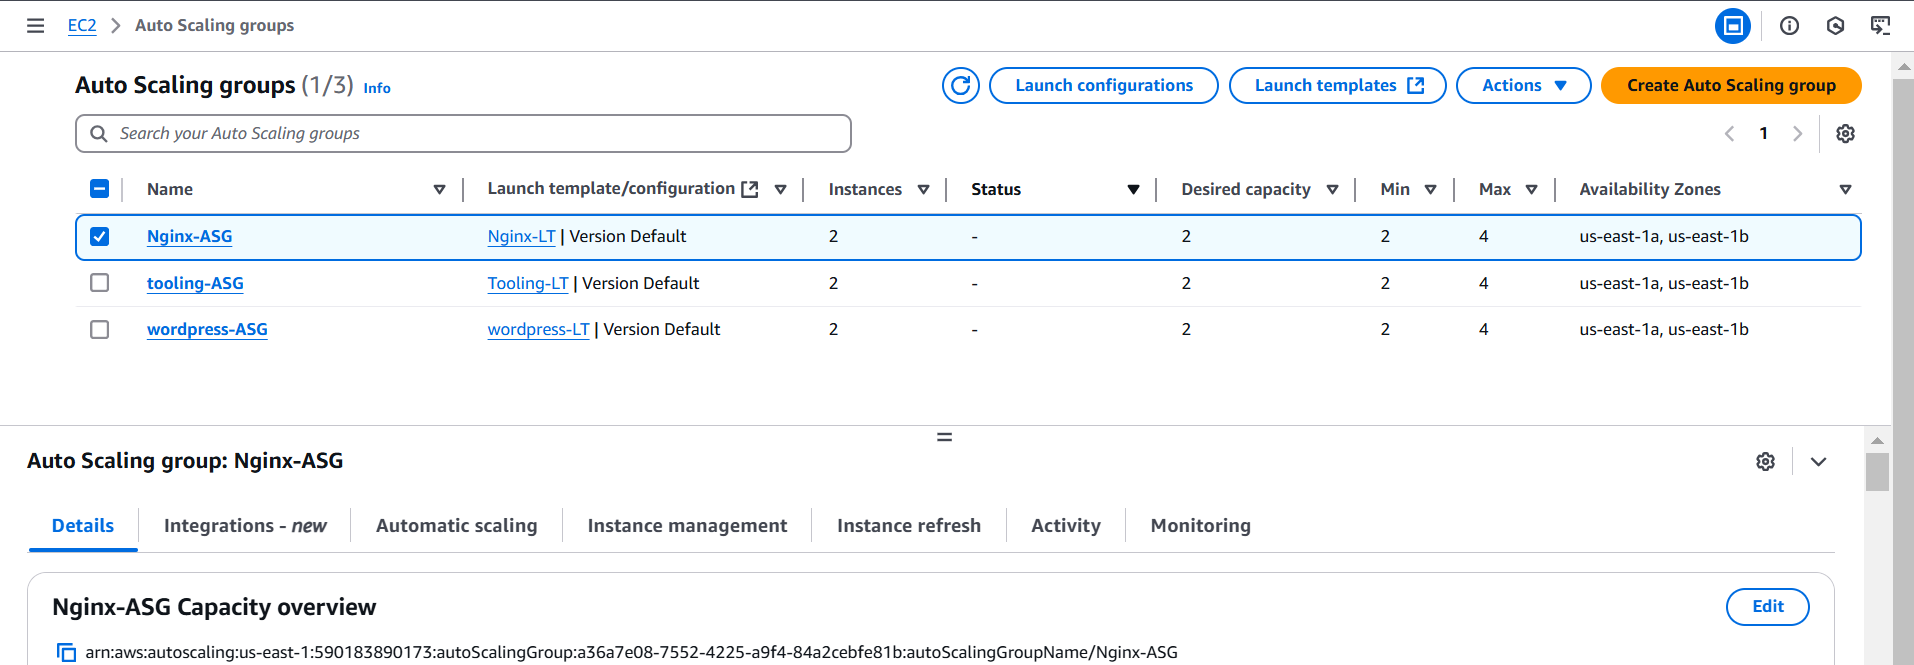 EC2 > Auto Scaling groups
Auto Scaling groups (1/3) Info
Launch configurations Launch templates Actions Create Auto Scaling group
Search your Auto Scaling groups
1
Name Launch template/configuration Instances Status Desired capacity Min Max Availability Zones
Nginx-ASG Nginx-LT | Version Default 2 - 2 2 4 us-east-1a, us-east-1b
tooling-ASG Tooling-LT | Version Default 2 - 2 2 4 us-east-1a, us-east-1b
wordpress-ASG wordpress-LT | Version Default 2 - 2 2 4 us-east-1a, us-east-1b
Auto Scaling group: Nginx-ASG
Details Integrations - new Automatic scaling Instance management Instance refresh Activity Monitoring
Nginx-ASG Capacity overview
Edit
arn:aws:autoscaling:us-east-1:590183890173:autoScalingGroup:a36a7e08-7552-4225-a9f4-84a2cebfe81b:autoScalingGroupName/Nginx-ASG